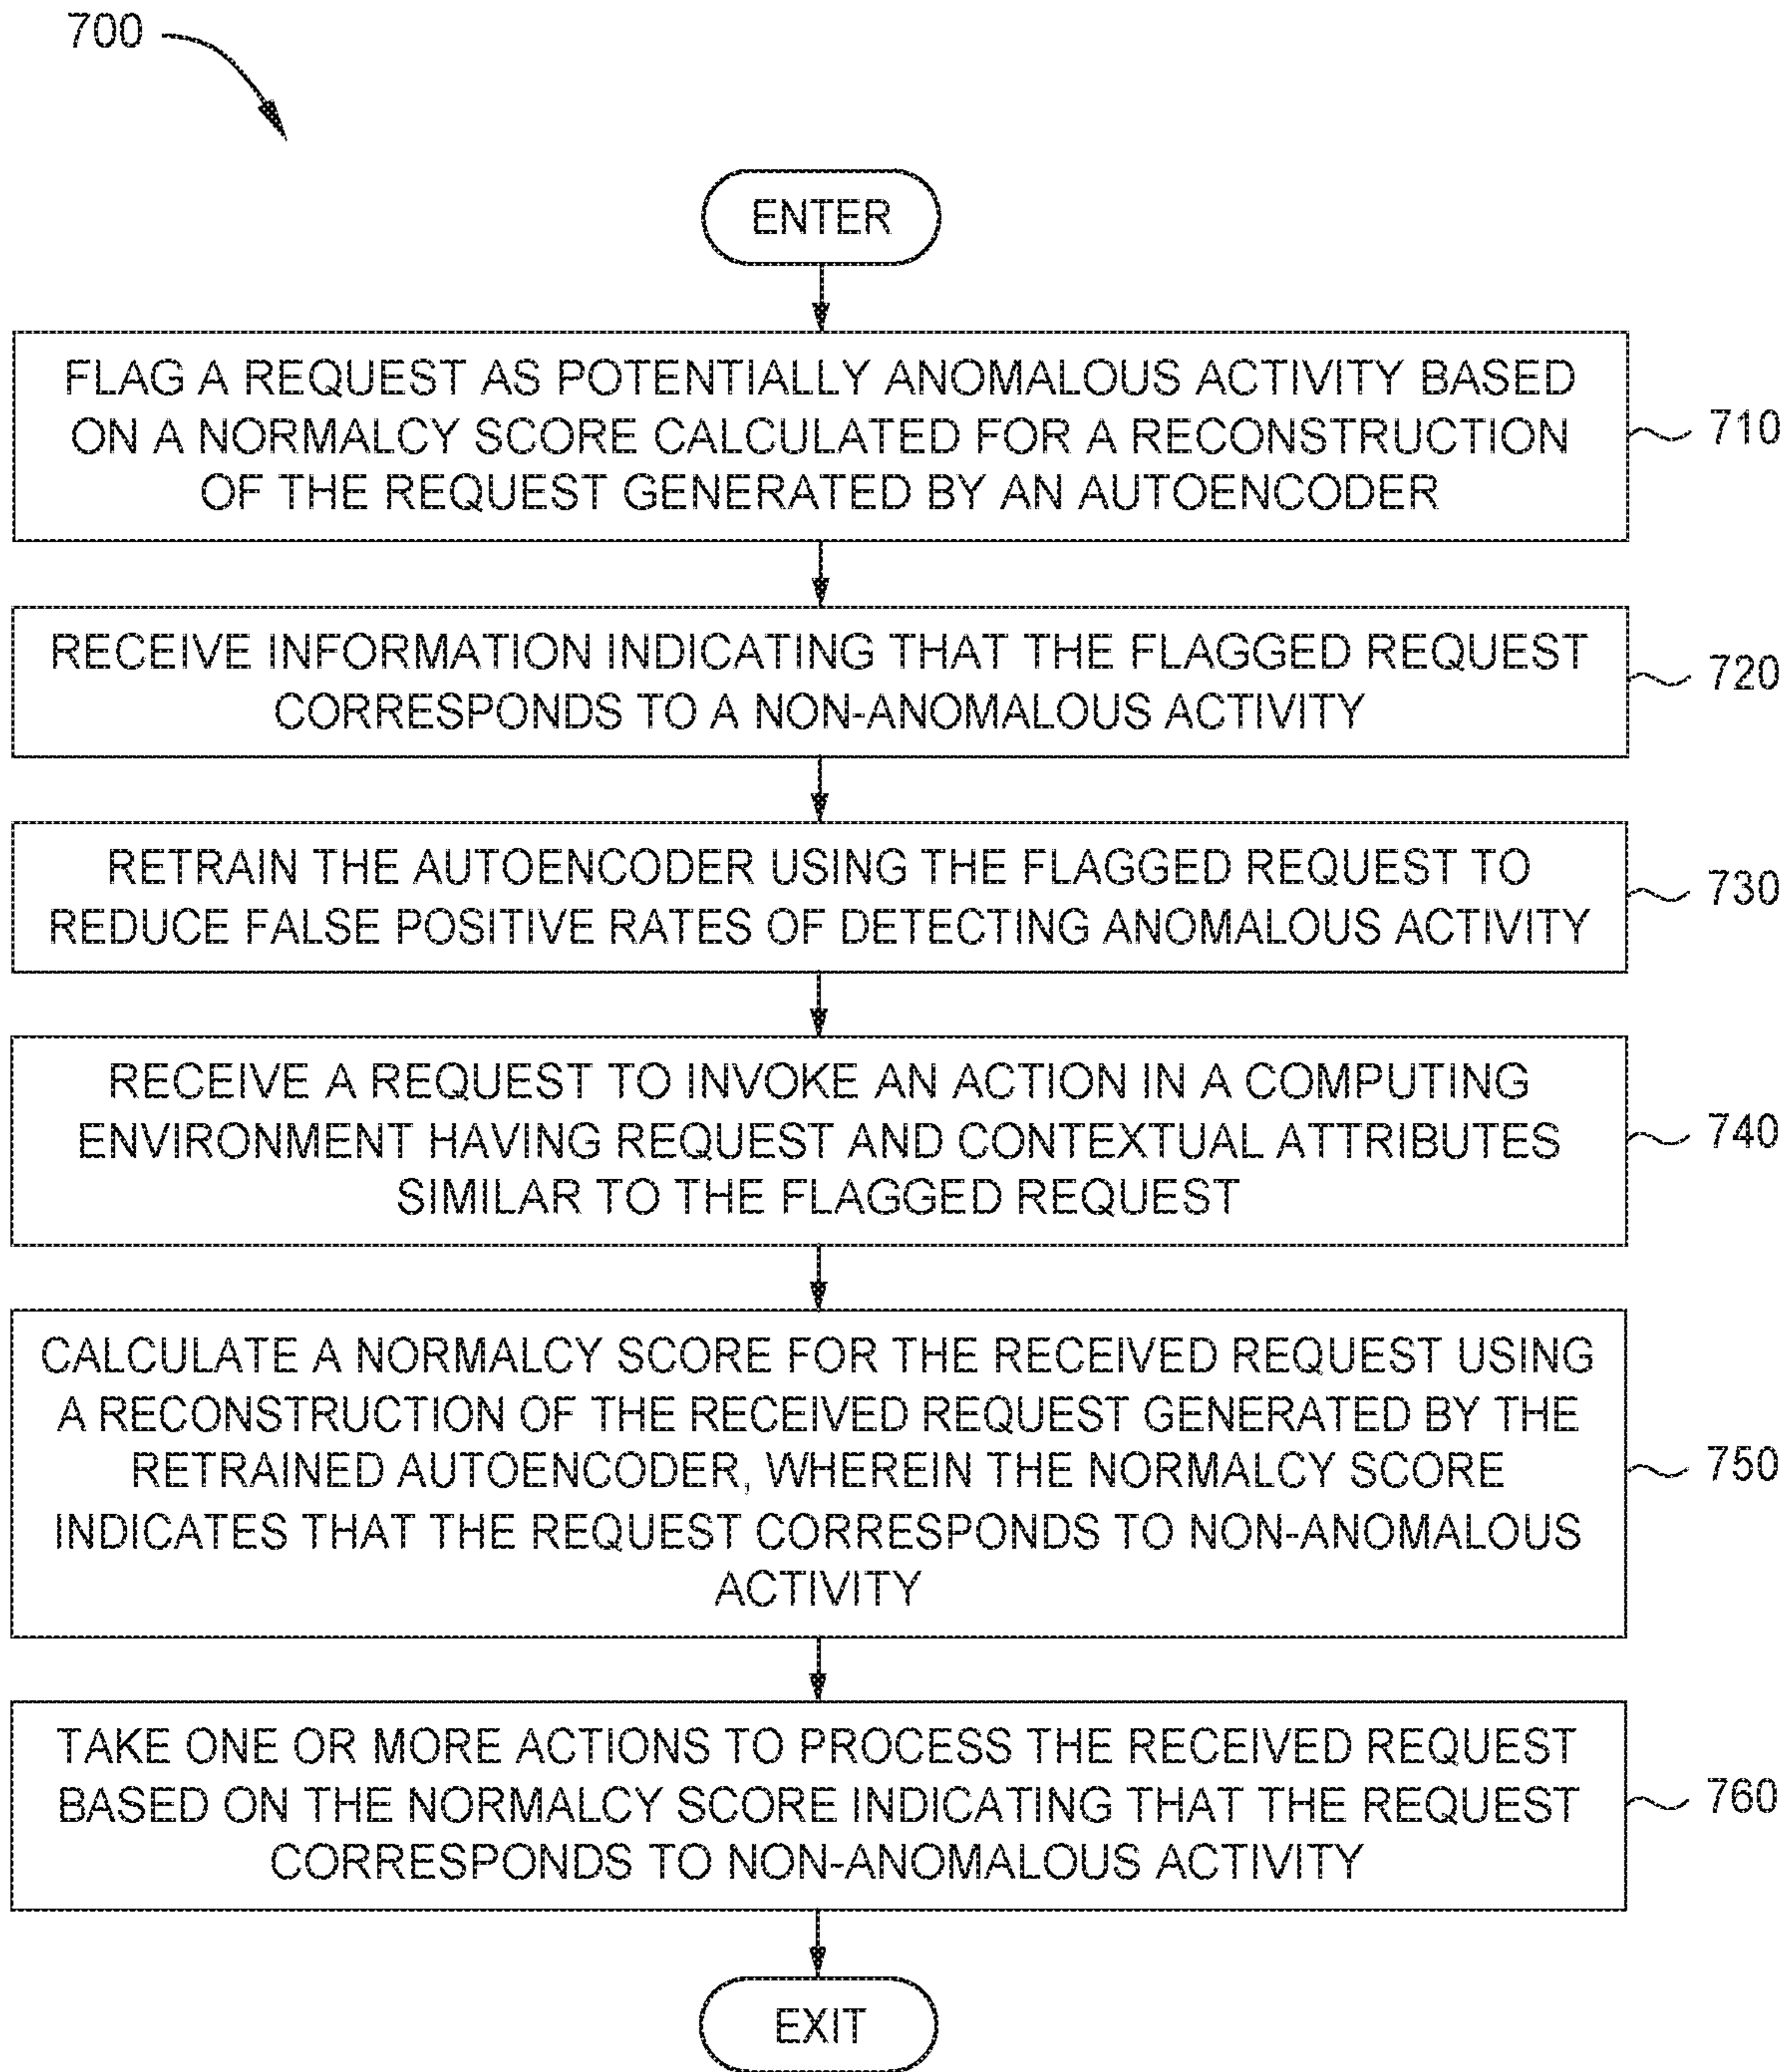 700
ENTER
FLAG A REQUEST AS POTENTIALLY ANOMALOUS ACTIVITY BASED
ON A NORMALCY SCORE CALCULATED FOR A RECONSTRUCTION
OF THE REQUEST GENERATED BY AN AUTOENCODER
710
RECEIVE INFORMATION INDICATING THAT THE FLAGGED REQUEST
CORRESPONDS TO A NON-ANOMALOUS ACTIVITY
720
RETRAIN THE AUTOENCODER USING THE FLAGGED REQUEST TO
REDUCE FALSE POSITIVE RATES OF DETECTING ANOMALOUS ACTIVITY
730
RECEIVE A REQUEST TO INVOKE AN ACTION IN A COMPUTING
ENVIRONMENT HAVING REQUEST AND CONTEXTUAL ATTRIBUTES
SIMILAR TO THE FLAGGED REQUEST
740
CALCULATE A NORMALCY SCORE FOR THE RECEIVED REQUEST USING
A RECONSTRUCTION OF THE RECEIVED REQUEST GENERATED BY THE
RETRAINED AUTOENCODER, WHEREIN THE NORMALCY SCORE
INDICATES THAT THE REQUEST CORRESPONDS TO NON-ANOMALOUS
ACTIVITY
750
TAKE ONE OR MORE ACTIONS TO PROCESS THE RECEIVED REQUEST
BASED ON THE NORMALCY SCORE INDICATING THAT THE REQUEST
CORRESPONDS TO NON-ANOMALOUS ACTIVITY
760
EXIT